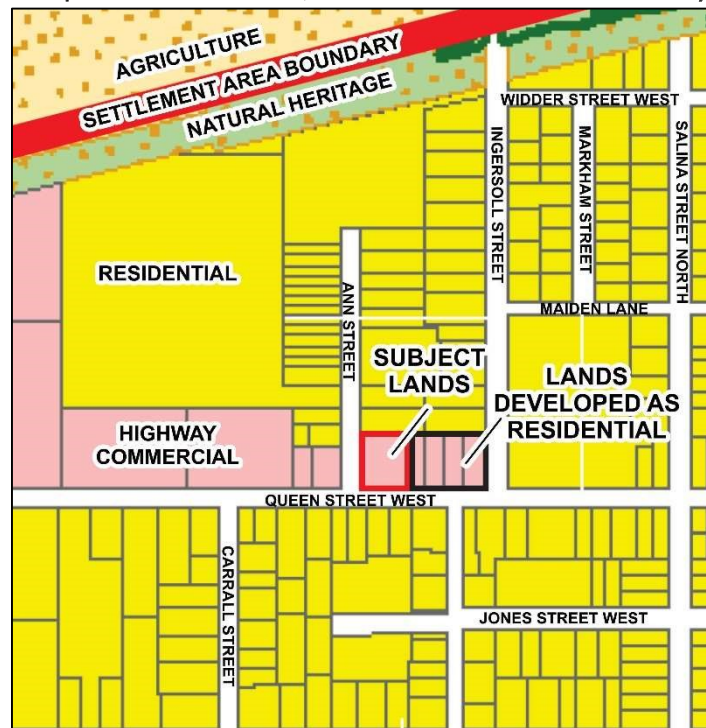 AGRICULTURE
SETTLEMENT AREA BOUNDARY
NATURAL HERITAGE
WIDDER STREET WEST
INGERSOLL STREET
MARKHAM STREET
SALINA STREET NORTH
RESIDENTIAL
ANN STREET
MAIDEN LANE
SUBJECT
LANDS
LANDS
DEVELOPED AS
RESIDENTIAL
HIGHWAY
COMMERCIAL
QUEEN STREET WEST
CARRALL STREET
JONES STREET WEST